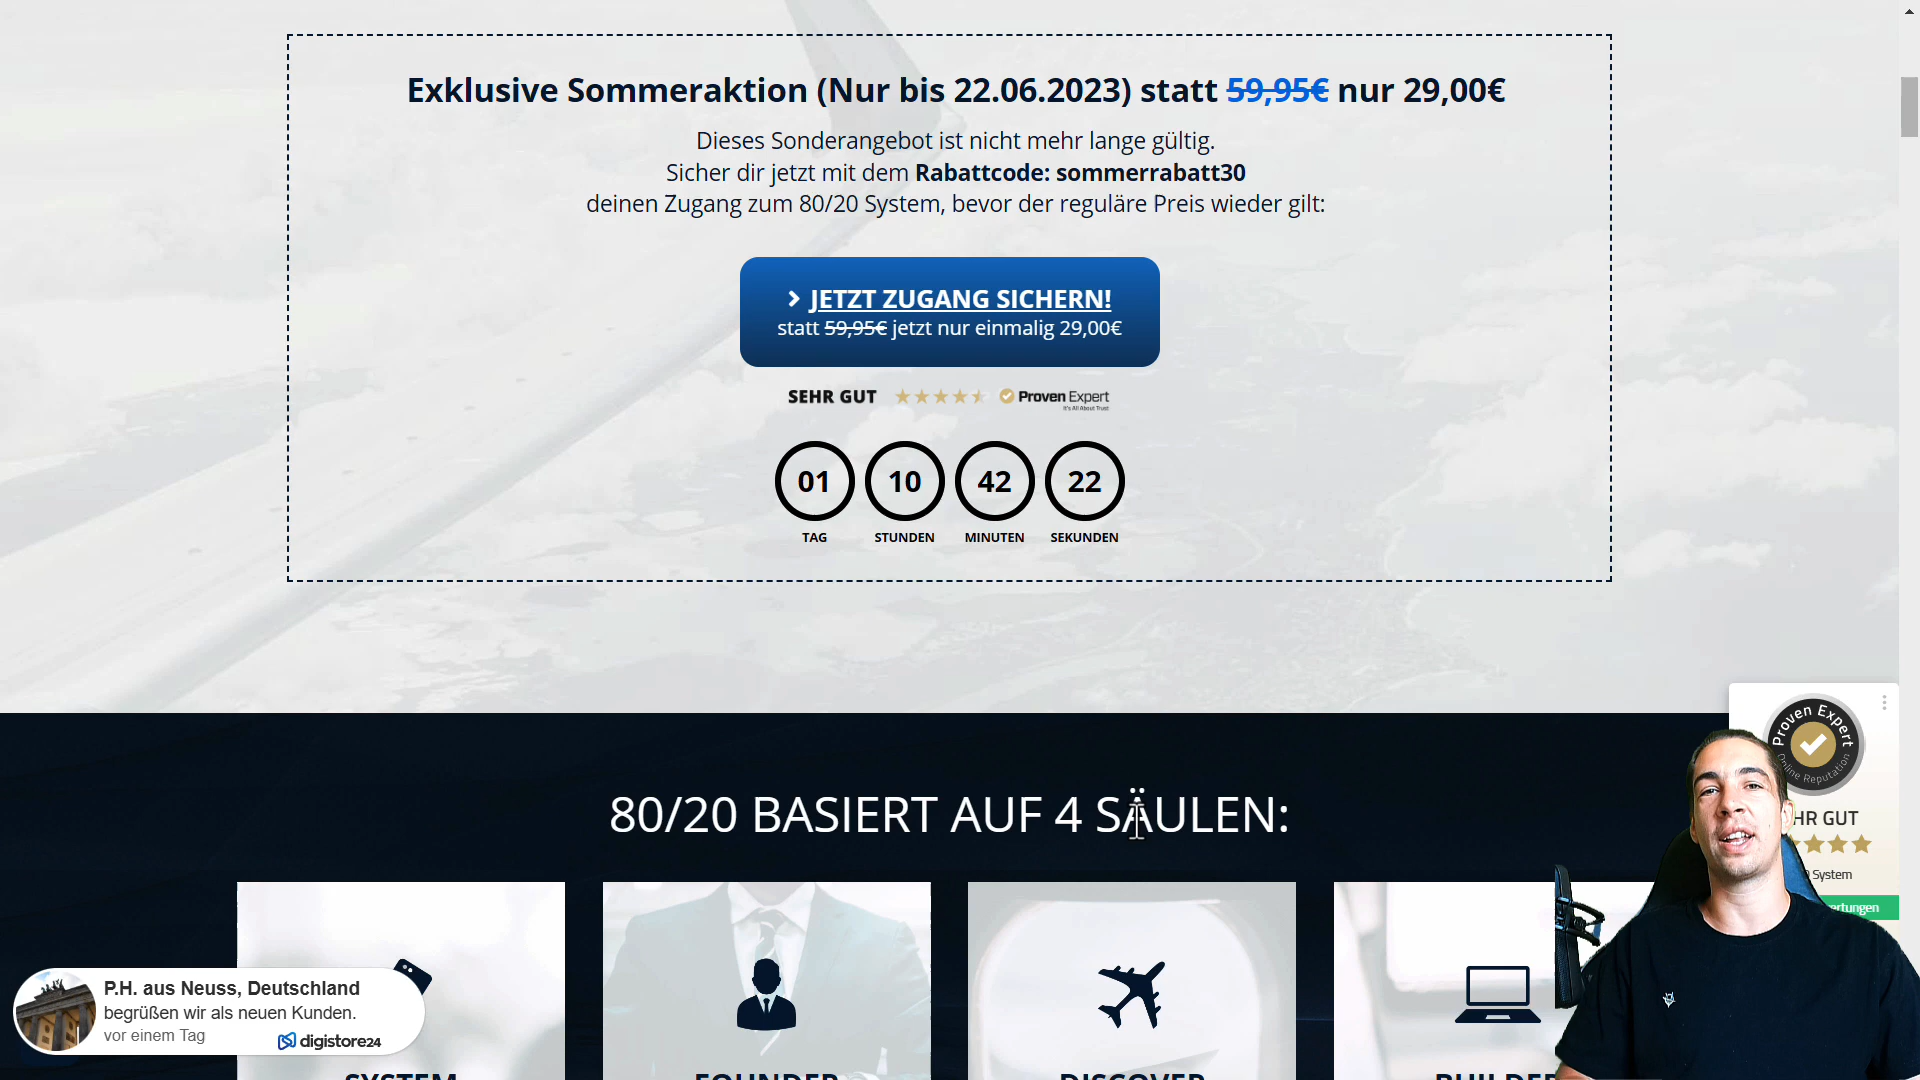 Exklusive Sommeraktion (Nur bis 22.06.2023) statt 59,95€ nur 29,00€
Dieses Sonderangebot ist nicht mehr lange gültig.
Sicher dir jetzt mit dem Rabattcode: sommerrabatt30
deinen Zugang zum 80/20 System, bevor der reguläre Preis wieder gilt:
JETZT ZUGANG SICHERN!
statt 59,95€ jetzt nur einmalig 29,00€
SEHR GUT Proven Expert
It's All About Trust
01 10 42 22
TAG STUNDEN MINUTEN SEKUNDEN
Proven Expert
Online Reputation
80/20 BASIERT AUF 4 SÄULEN:
GUT
System
P.H. aus Neuss, Deutschland
begrüßen wir als neuen Kunden.
vor einem Tag
digistore24
SYSTEM FOUNDER DISCOVER BUILDER